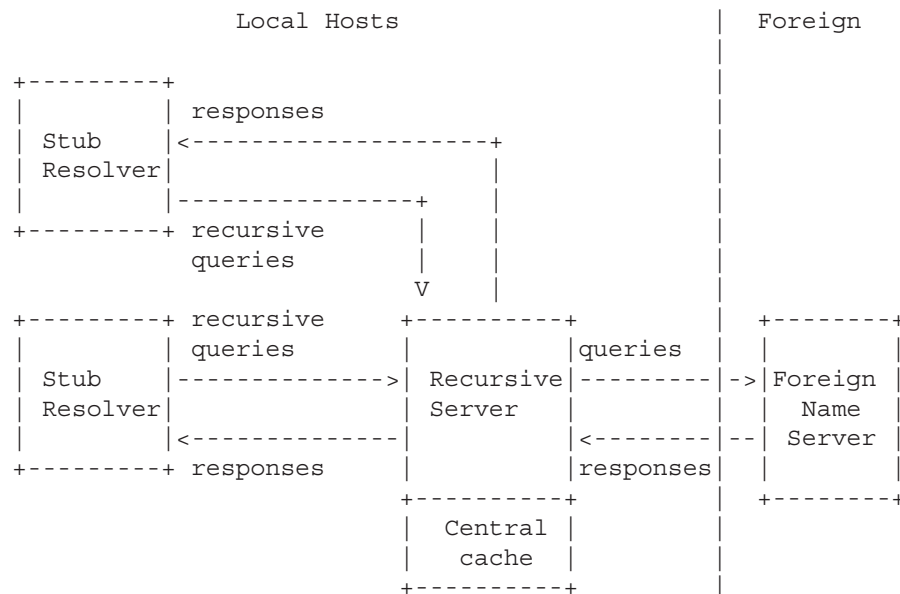 Local Hosts | Foreign
responses
Stub
Resolver
recursive
queries
recursive
queries
Stub
Resolver
responses
Recursive
Server
Central
cache
queries
responses
Foreign
Name
Server